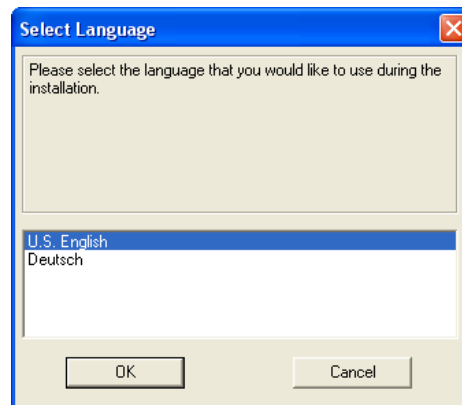 Select Language
Please select the language that you would like to use during the
installation.
U.S. English
Deutsch
OK
Cancel